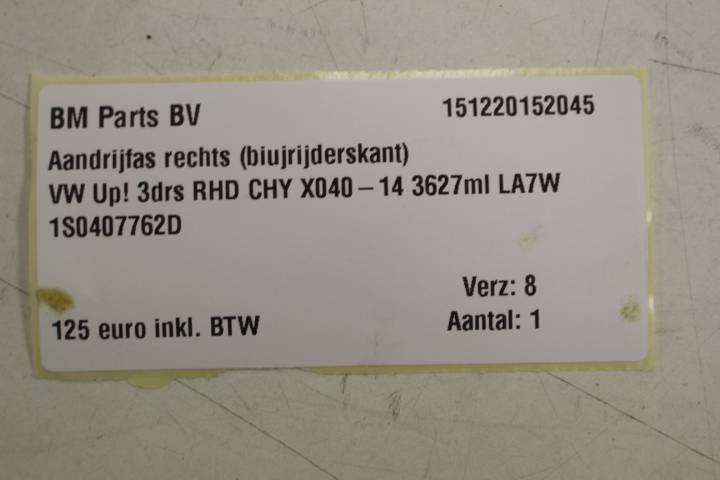 BM Parts BV 151220152045
Aandrijfas rechts (biujrijderskant)
VW Up! 3drs RHD CHY X040-14 3627ml LA7W
1S0407762D
Verz: 8
125 euro inkl. BTW Aantal: 1